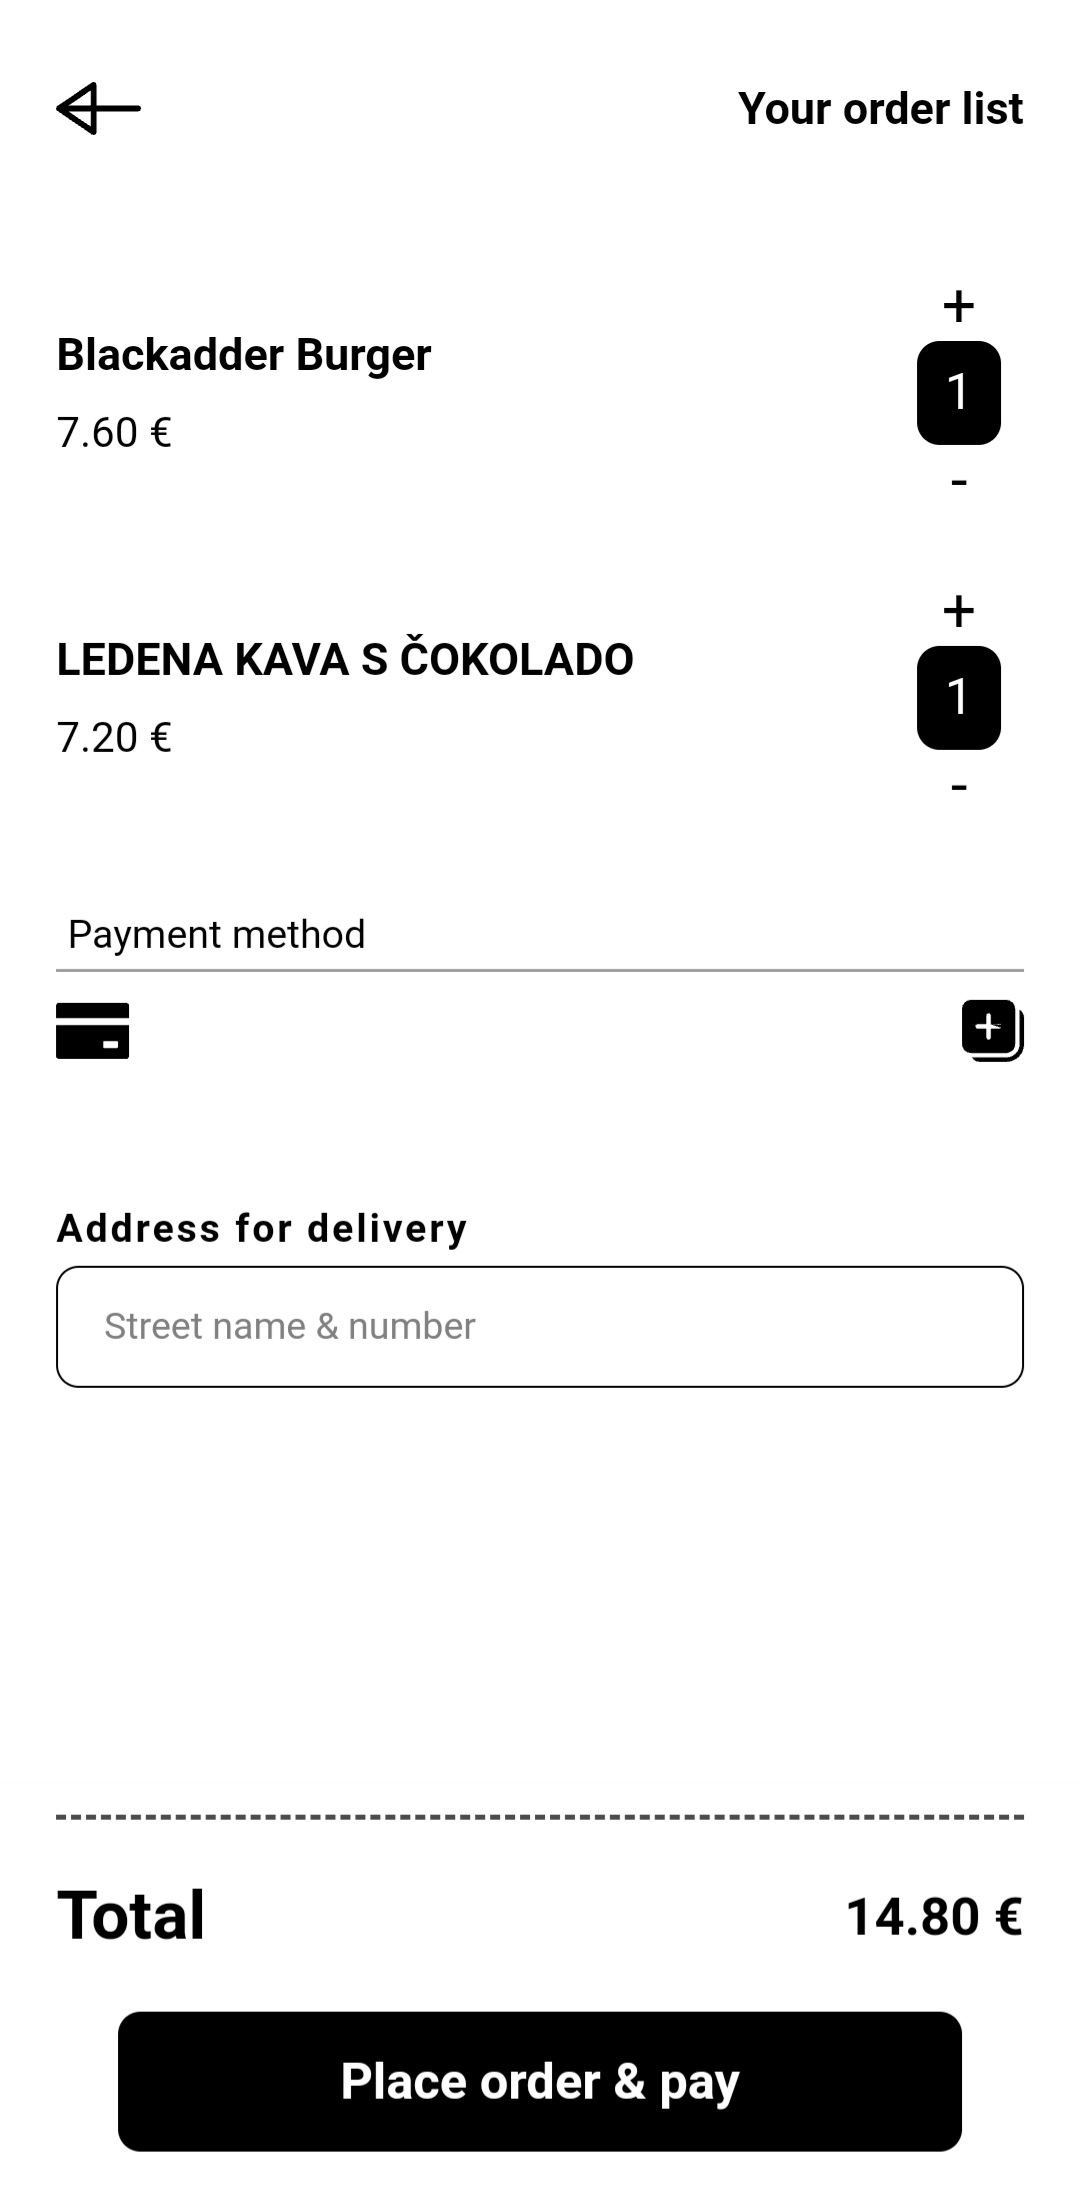 Your order list
+
Blackadder Burger
1
7.60 €
-
+
LEDENA KAVA S ČOKOLADO
1
7.20 €
-
Payment method
Address for delivery
Street name & number
Total
14.80 €
Place order & pay